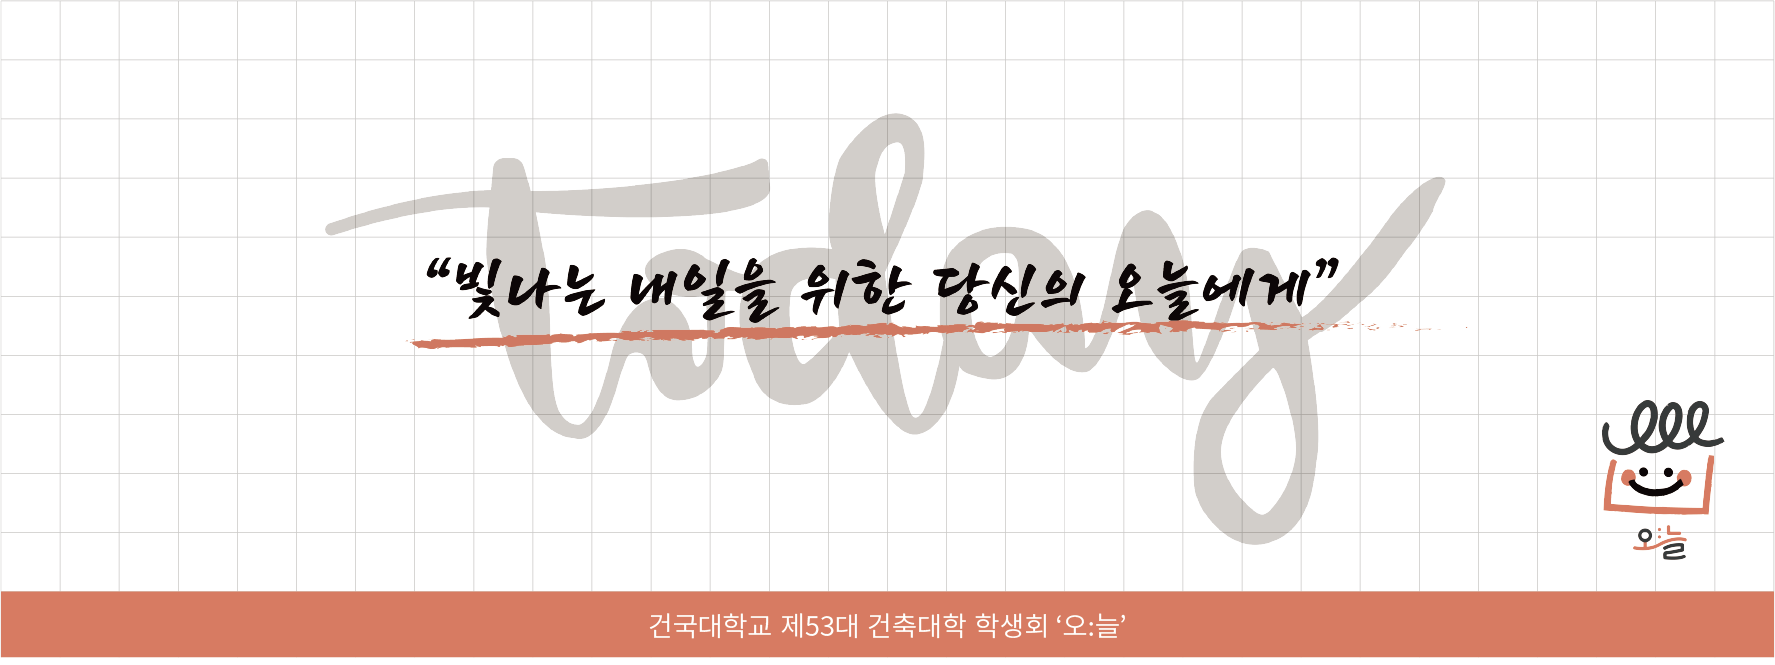 today
“빛나는 내일을 위한 당신의 오늘에게”
오:늘
건국대학교 제53대 건축대학 학생회 ‘오:늘’